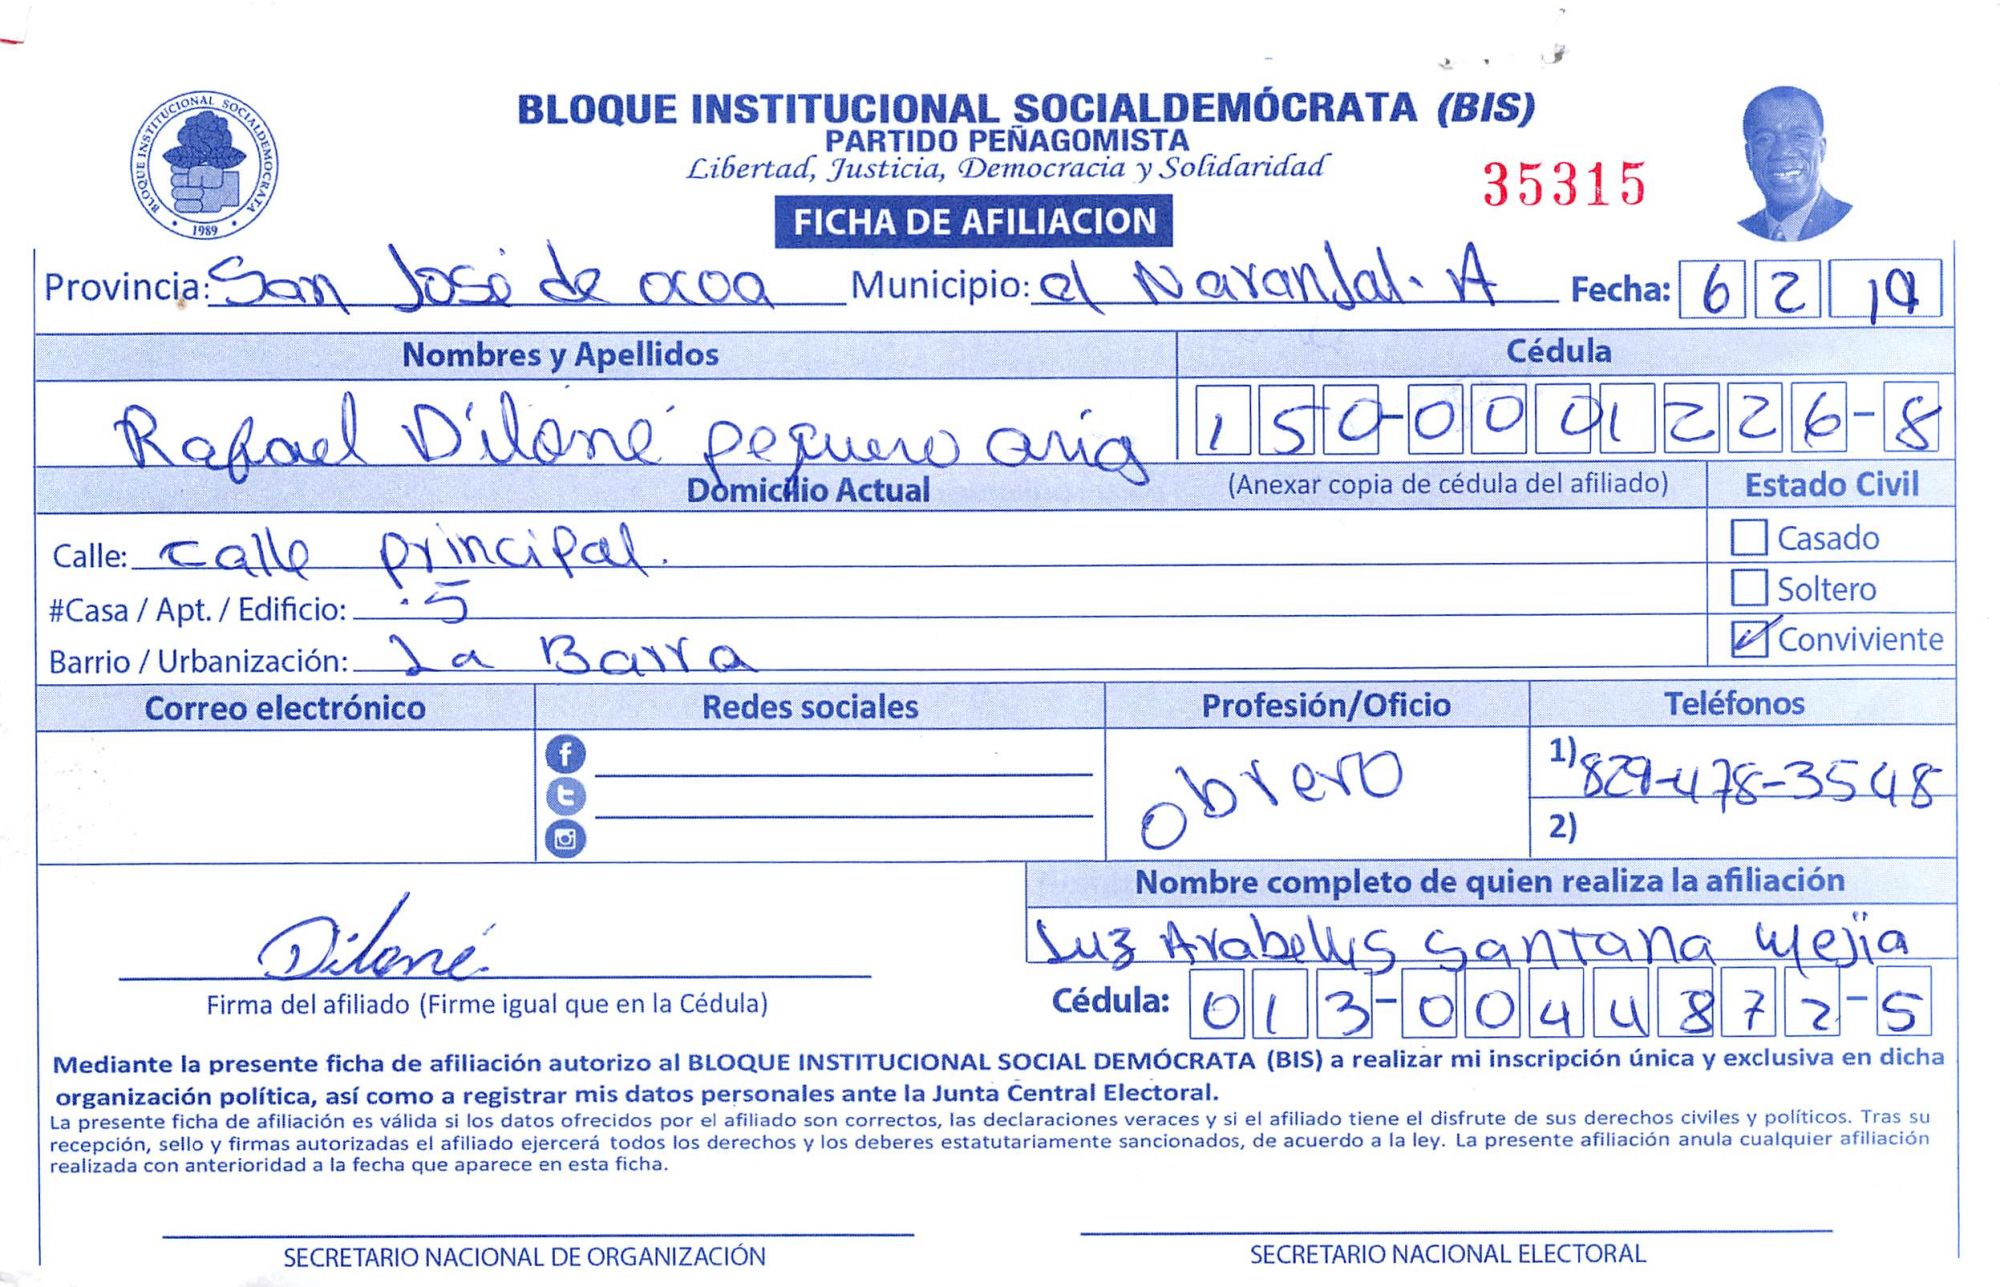 BLOQUE INSTITUCIONAL SOCIALDEMÓCRATA (BIS)
PARTIDO PEÑAGOMISTA
Libertad, Justicia, Democracia y Solidaridad
35315
BLOQUE INSTITUCIONAL SOCIALDEMOCRATA
1989
FICHA DE AFILIACION
Provincia: San José de ocoa Municipio: el Naranjal. A Fecha: 6 2 19
Nombres y Apellidos Cédula
Rafael Diloné pequero arig 150-0001226-8
Domicilio Actual (Anexar copia de cédula del afiliado) Estado Civil
Calle: calle principal. Casado
#Casa / Apt. / Edificio: .5 Soltero
Barrio / Urbanización: La Barra Conviviente
Correo electrónico Redes sociales Profesión/Oficio Teléfonos
obrero 1) 829-478-3548
2)
Nombre completo de quien realiza la afiliación
Luz Arabellys Santana Mejia
Diloné
Firma del afiliado (Firme igual que en la Cédula) Cédula: 013-0044872-5
Mediante la presente ficha de afiliación autorizo al BLOQUE INSTITUCIONAL SOCIAL DEMÓCRATA (BIS) a realizar mi inscripción única y exclusiva en dicha
organización política, así como a registrar mis datos personales ante la Junta Central Electoral.
La presente ficha de afiliación es válida si los datos ofrecidos por el afiliado son correctos, las declaraciones veraces y si el afiliado tiene el disfrute de sus derechos civiles y políticos. Tras su
recepción, sello y firmas autorizadas el afiliado ejercerá todos los derechos y los deberes estatutariamente sancionados, de acuerdo a la ley. La presente afiliación anula cualquier afiliación
realizada con anterioridad a la fecha que aparece en esta ficha.
SECRETARIO NACIONAL DE ORGANIZACIÓN SECRETARIO NACIONAL ELECTORAL